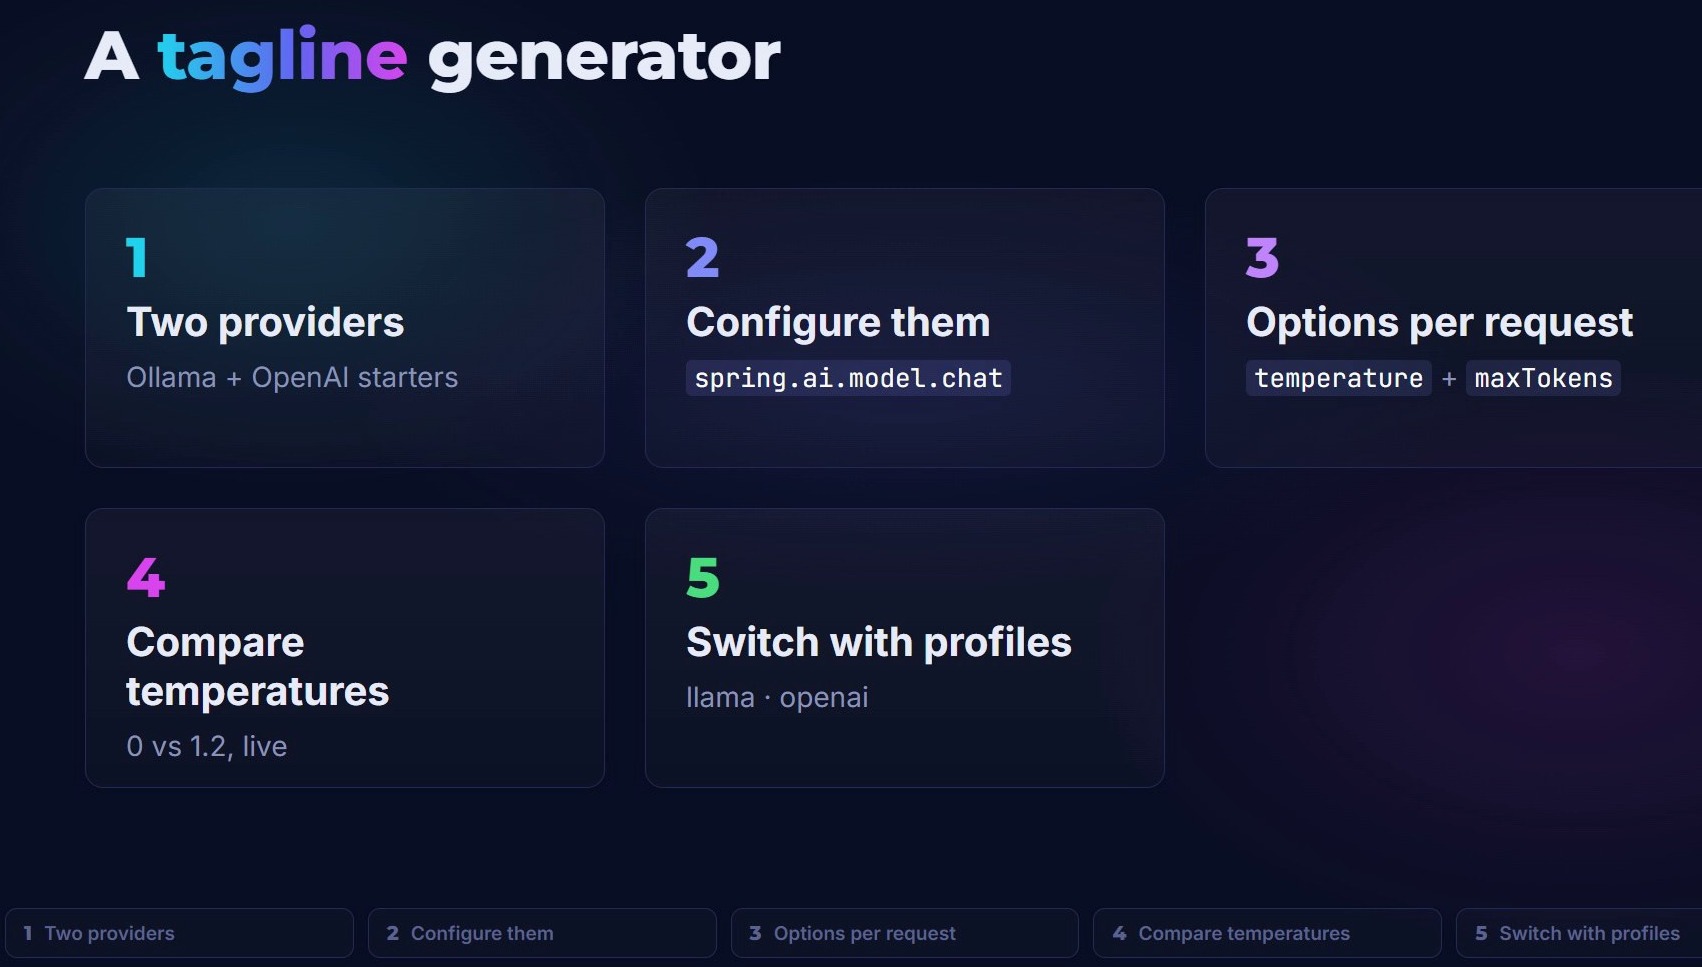 A tagline generator
1
Two providers
Ollama + OpenAI starters
2
Configure them
spring.ai.model.chat
3
Options per request
temperature + maxTokens
4
Compare
temperatures
0 vs 1.2, live
5
Switch with profiles
llama · openai
1 Two providers
2 Configure them
3 Options per request
4 Compare temperatures
5 Switch with profiles